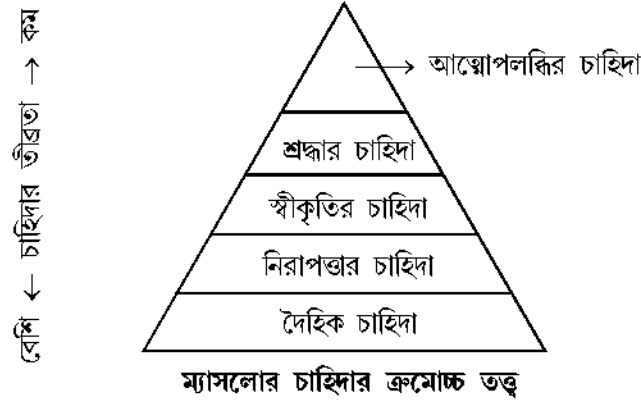 আত্মোপলব্ধির চাহিদা
শ্রদ্ধার চাহিদা
স্বীকৃতির চাহিদা
নিরাপত্তার চাহিদা
দৈহিক চাহিদা
বেশি ← চাহিদার তীব্রতা → কম
ম্যাসলোর চাহিদার ক্রমোচ্চ তত্ত্ব